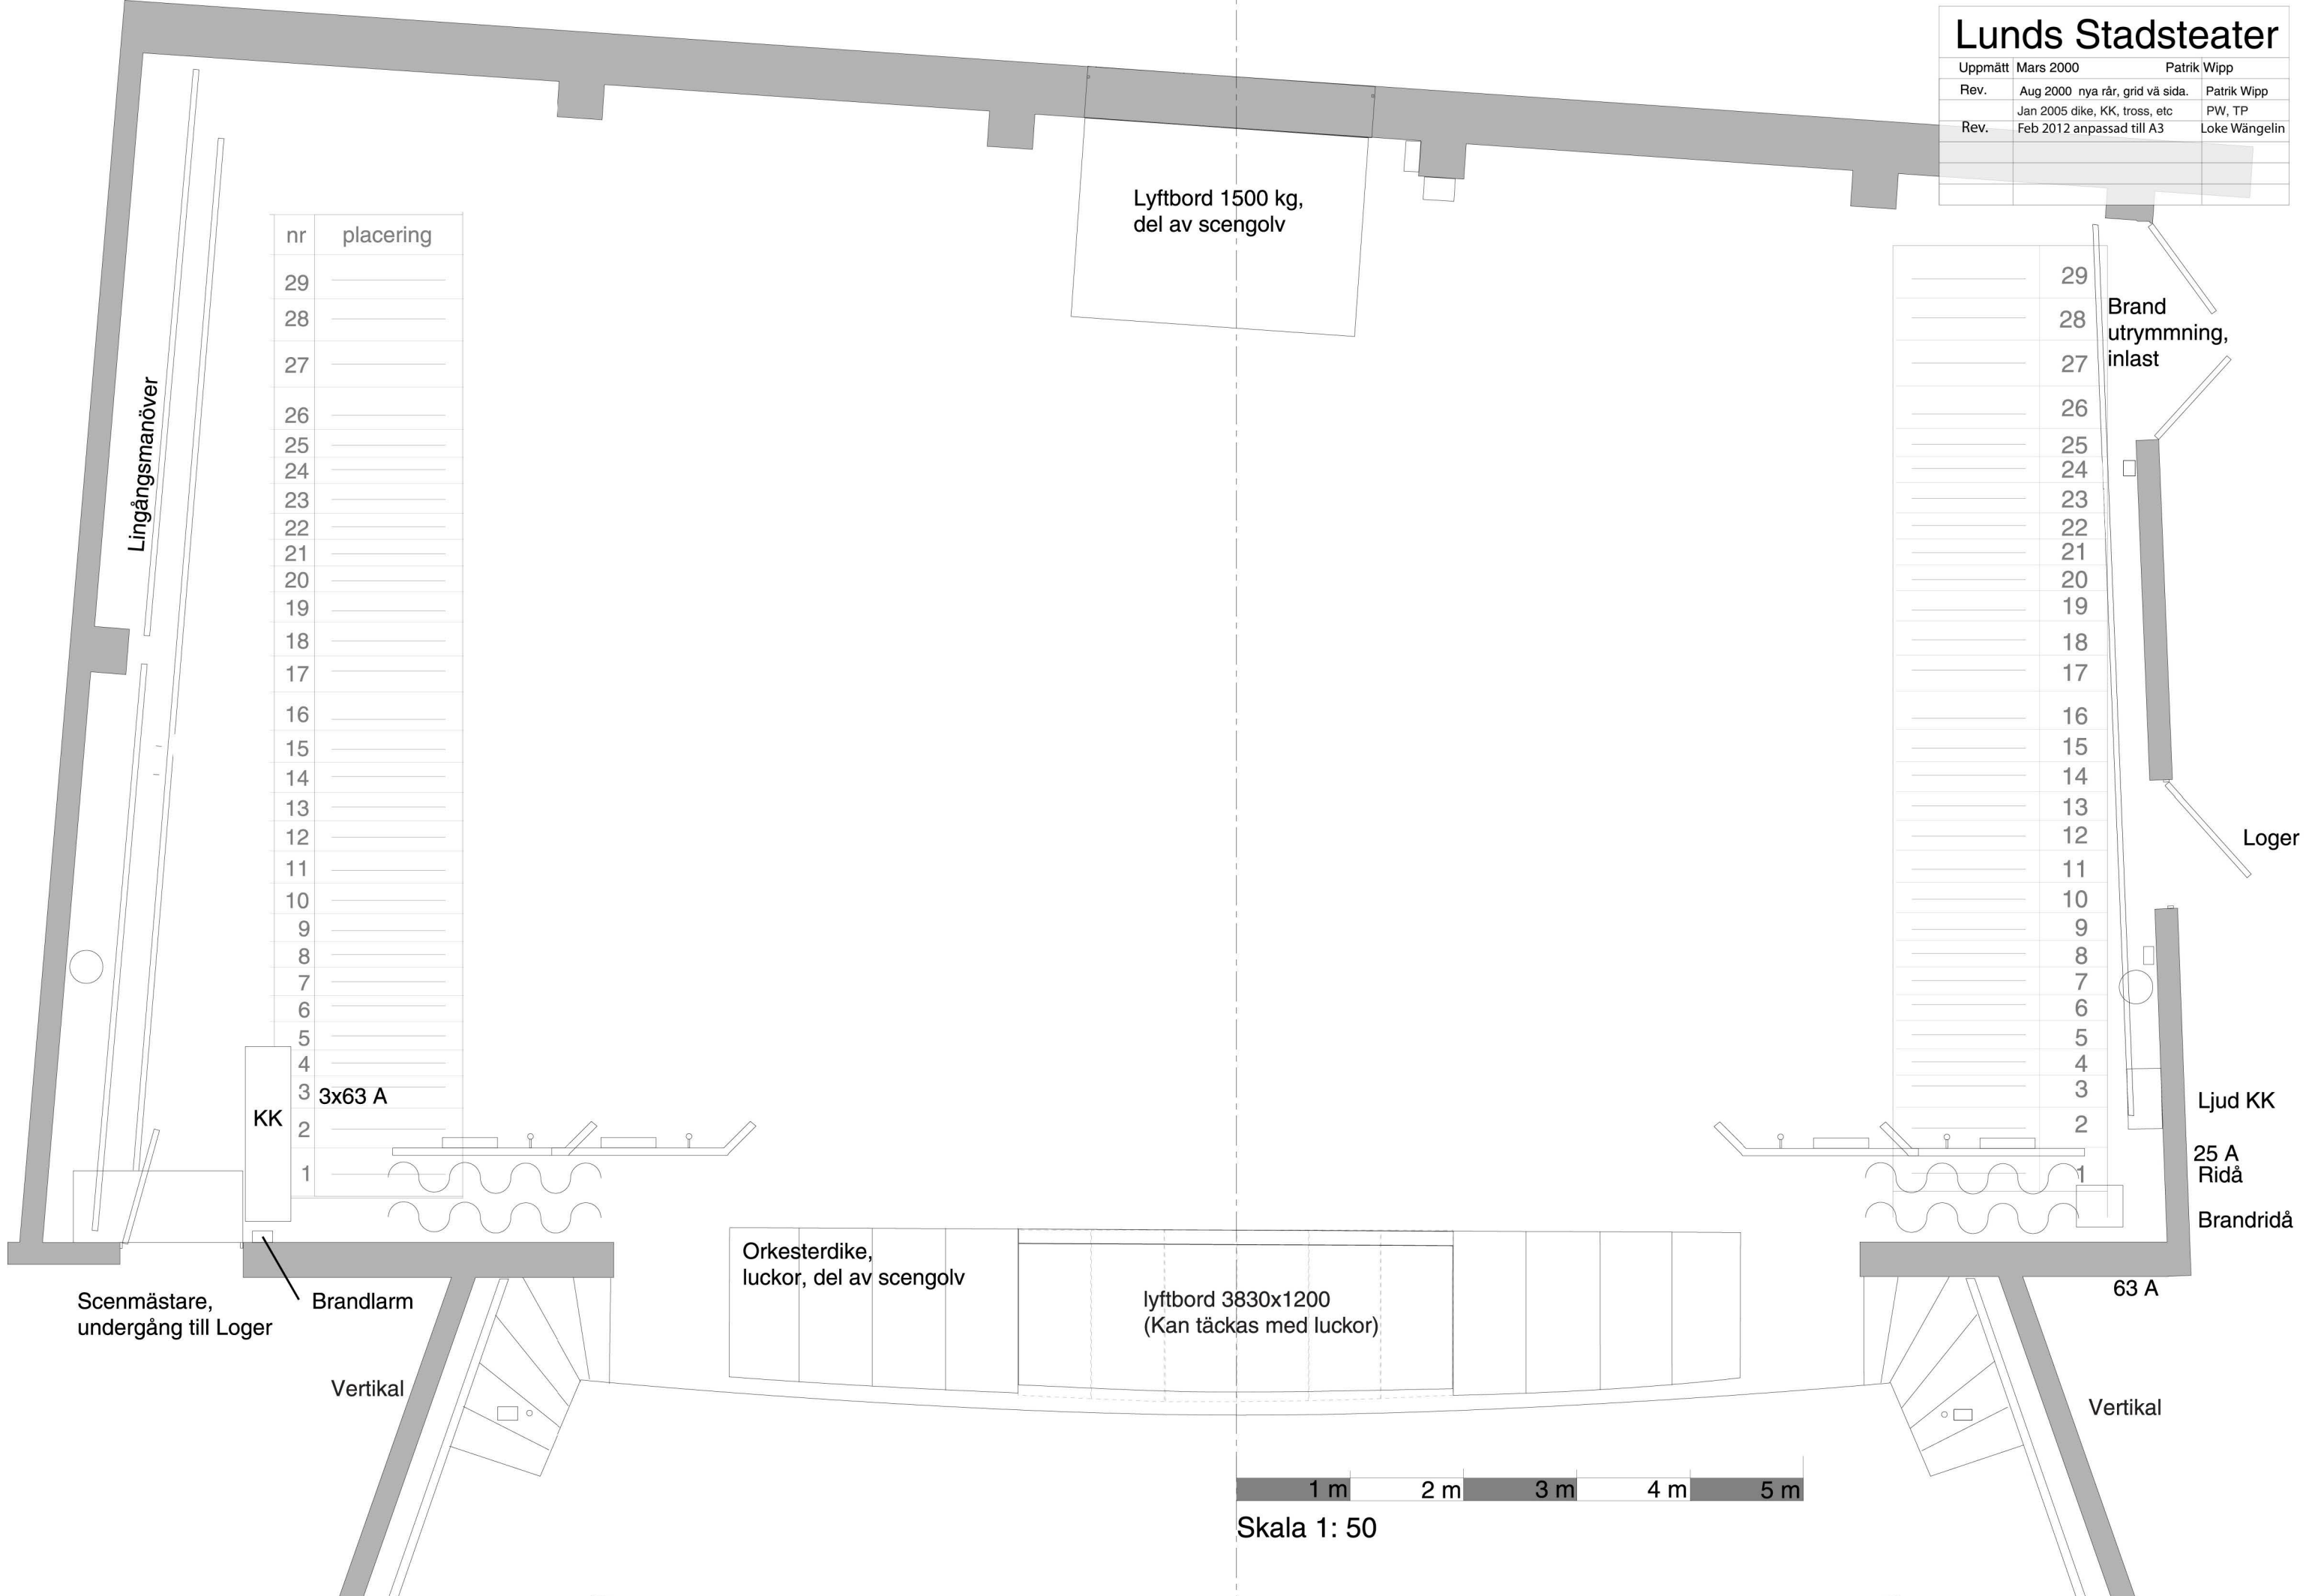 Lunds Stadsteater
Uppmätt Mars 2000 Patrik Wipp
Rev. Aug 2000 nya rår, grid vä sida. Patrik Wipp
Jan 2005 dike, KK, tross, etc PW, TP
Rev. Feb 2012 anpassad till A3 Loke Wängelin
Lyftbord 1500 kg,
del av scengolv
Lingångsmanöver
nr placering
29
28
27
26
25
24
23
22
21
20
19
18
17
16
15
14
13
12
11
10
9
8
7
6
5
4
3
2
1
KK
3x63 A
29
28
27
26
25
24
23
22
21
20
19
18
17
16
15
14
13
12
11
10
9
8
7
6
5
4
3
2
1
Brand
utrymmning,
inlast
Loger
Ljud KK
25 A
Ridå
Brandridå
63 A
Orkesterdike,
luckor, del av scengolv
lyftbord 3830x1200
(Kan täckas med luckor)
Scenmästare,
undergång till Loger
Brandlarm
Vertikal
Vertikal
1 m 2 m 3 m 4 m 5 m
Skala 1: 50